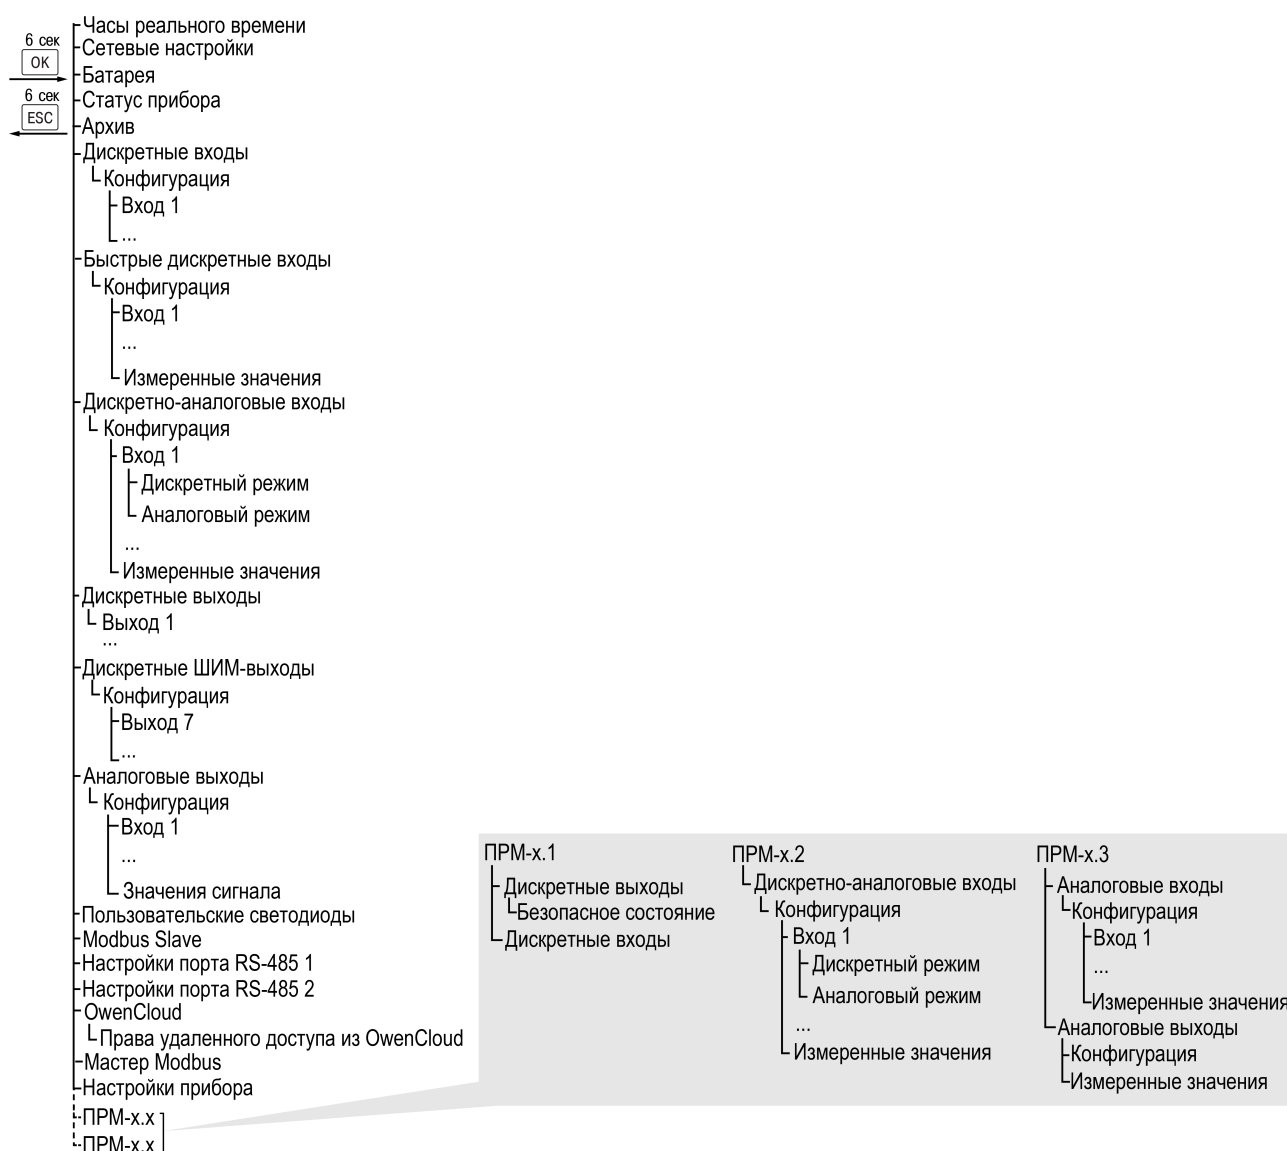 6 сек
OK
6 сек
ESC
Часы реального времени
Сетевые настройки
Батарея
Статус прибора
Архив
Дискретные входы
Конфигурация
Вход 1
...
Быстрые дискретные входы
Конфигурация
Вход 1
...
Измеренные значения
Дискретно-аналоговые входы
Конфигурация
Вход 1
Дискретный режим
Аналоговый режим
...
Измеренные значения
Дискретные выходы
Выход 1
...
Дискретные ШИМ-выходы
Конфигурация
Выход 7
...
Аналоговые выходы
Конфигурация
Вход 1
...
Значения сигнала
Пользовательские светодиоды
Modbus Slave
Настройки порта RS-485 1
Настройки порта RS-485 2
OwenCloud
Права удаленного доступа из OwenCloud
Мастер Modbus
Настройки прибора
ПРМ-х.х
ПРМ-х.х
ПРМ-х.1
Дискретные выходы
Безопасное состояние
Дискретные входы
ПРМ-х.2
Дискретно-аналоговые входы
Конфигурация
Вход 1
Дискретный режим
Аналоговый режим
...
Измеренные значения
ПРМ-х.3
Аналоговые входы
Конфигурация
Вход 1
...
Измеренные значения
Аналоговые выходы
Конфигурация
Измеренные значения